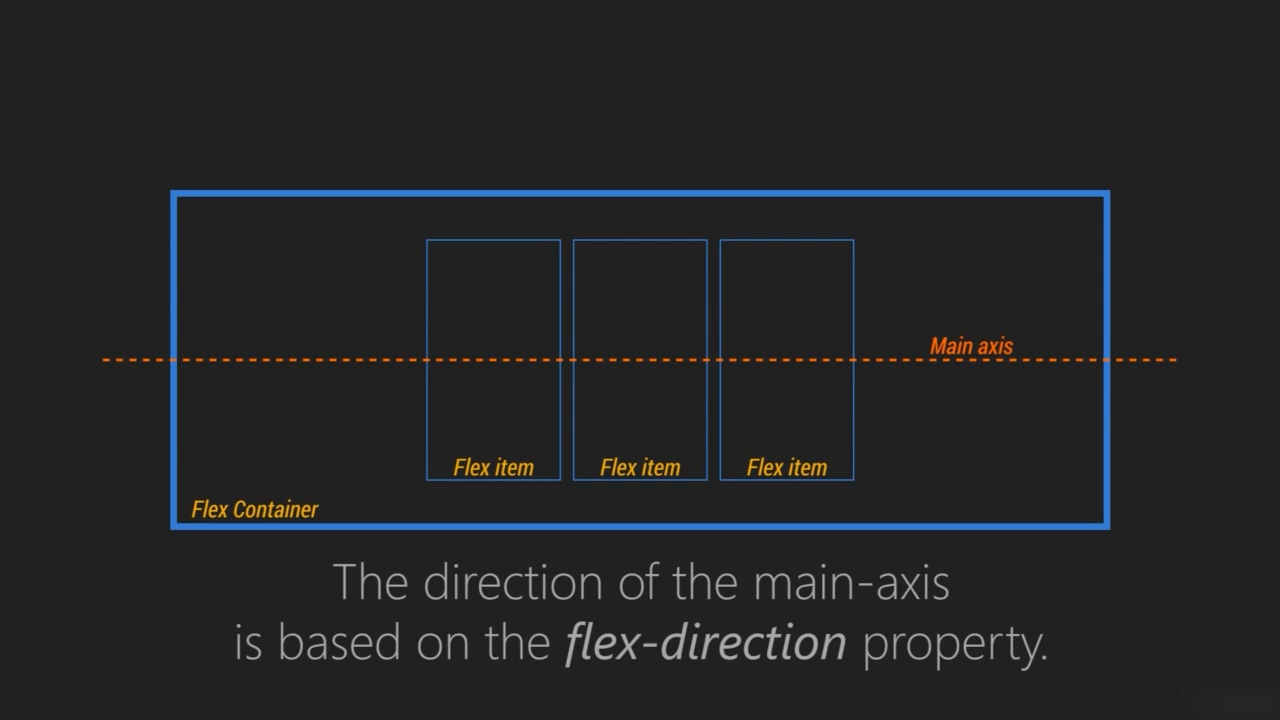 Main axis
Flex item Flex item Flex item
Flex Container
The direction of the main-axis
is based on the flex-direction property.